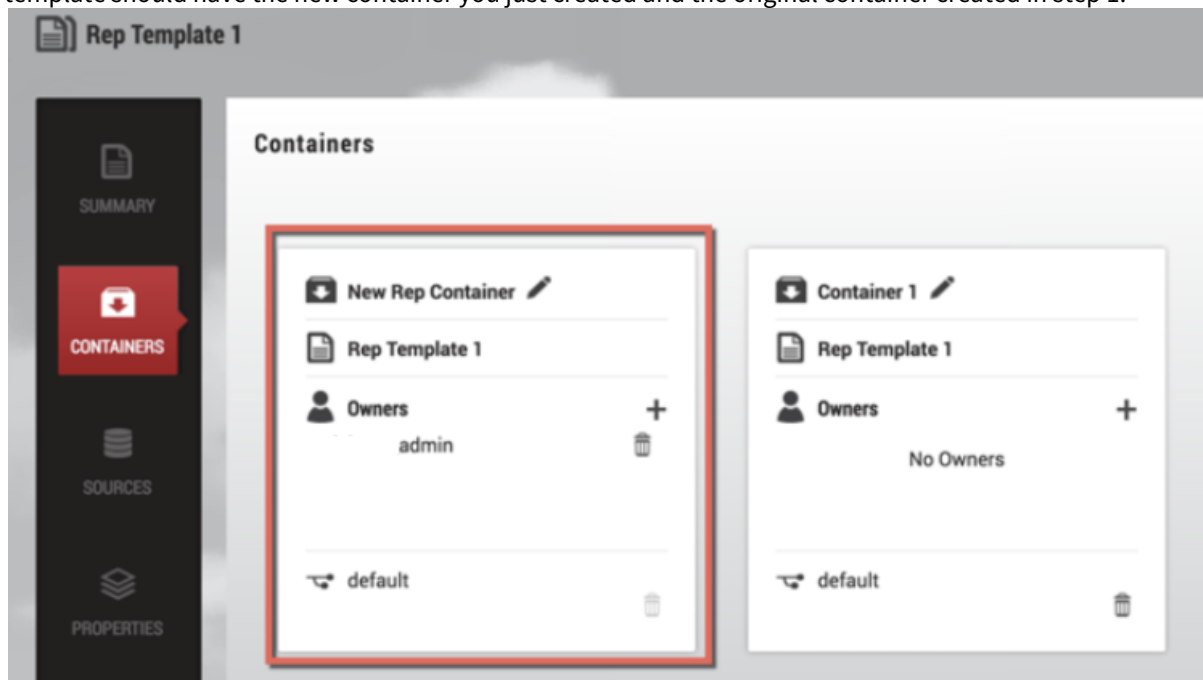 template should have the new container you just created and the original container created in step 1.
Rep Template 1
SUMMARY
CONTAINERS
SOURCES
PROPERTIES
Containers
New Rep Container
Rep Template 1
Owners
admin
default
Container 1
Rep Template 1
Owners
No Owners
default